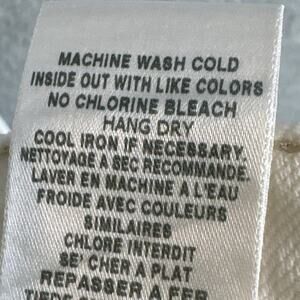 MACHINE WASH COLD
INSIDE OUT WITH LIKE COLORS
NO CHLORINE BLEACH
HANG DRY
COOL IRON IF NECESSARY.
NETTOYAGE A SEC RECOMMANDE.
LAVER EN MACHINE A L'EAU
FROIDE AVEC COULEURS
SIMILAIRES
CHLORE INTERDIT
SE' CHER A PLAT
REPASSER A FER